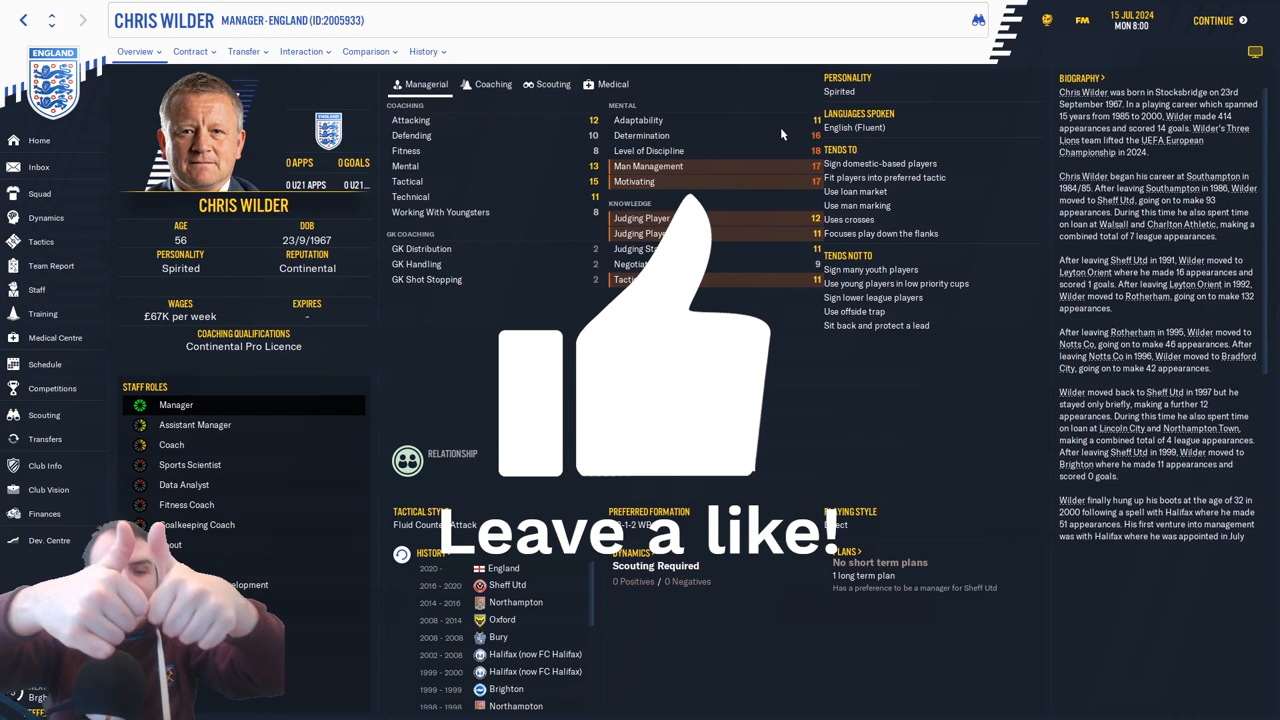 CHRIS WILDER
MANAGER - ENGLAND (ID:2005933)
15 JUL 2024
MON 8:00
FM
CONTINUE
Overview
Contract
Transfer
Interaction
Comparison
History
ENGLAND
Home
Inbox
Squad
Dynamics
Tactics
Team Report
Staff
Training
Medical Centre
Schedule
Competitions
Scouting
Transfers
Club Info
Club Vision
Finances
Dev. Centre
0 APPS 0 GOALS
0 U21 APPS 0 U21...
CHRIS WILDER
AGE DOB
56 23/9/1967
PERSONALITY REPUTATION
Spirited Continental
WAGES EXPIRES
£67K per week -
COACHING QUALIFICATIONS
Continental Pro Licence
STAFF ROLES
Manager
Assistant Manager
Coach
Sports Scientist
Data Analyst
Fitness Coach
Goalkeeping Coach
Managerial Coaching Scouting Medical
COACHING
Attacking 12
Defending 10
Fitness 8
Mental 13
Tactical 15
Technical 11
Working With Youngsters 8
GK COACHING
GK Distribution 2
GK Handling 2
GK Shot Stopping 2
MENTAL
Adaptability 11
Determination 16
Level of Discipline 18
Man Management 17
Motivating 17
KNOWLEDGE
Judging Player 12
Judging Playe 11
Judging Sta 11
Negotia 9
Tactic 11
PERSONALITY
Spirited
LANGUAGES SPOKEN
English (Fluent)
TENDS TO
Sign domestic-based players
Fit players into preferred tactic
Use loan market
Use man marking
Uses crosses
Focuses play down the flanks
TENDS NOT TO
Sign many youth players
Use young players in low priority cups
Sign lower league players
Use offside trap
Sit back and protect a lead
RELATIONSHIP
TACTICAL STYLE
Fluid Counter Attack
PREFERRED FORMATION
PLAYING STYLE
Leave a like!
HISTORY
2020 - England
2016 - 2020 Sheff Utd
2014 - 2016 Northampton
2008 - 2014 Oxford
2008 - 2008 Bury
2002 - 2008 Halifax (now FC Halifax)
1999 - 2000 Halifax (now FC Halifax)
1999 - 1999 Brighton
1998 - 1998 Northampton
DYNAMICS
Scouting Required
0 Positives / 0 Negatives
PLANS
No short term plans
1 long term plan
Has a preference to be a manager for Sheff Utd
BIOGRAPHY
Chris Wilder was born in Stocksbridge on 23rd
September 1967. In a playing career which spanned
15 years from 1985 to 2000, Wilder made 414
appearances and scored 14 goals. Wilder's Three
Lions team lifted the UEFA European
Championship in 2024.
Chris Wilder began his career at Southampton in
1984/85. After leaving Southampton in 1986, Wilder
moved to Sheff Utd, going on to make 93
appearances. During this time he also spent time
on loan at Walsall and Charlton Athletic, making a
combined total of 7 league appearances.
After leaving Sheff Utd in 1991, Wilder moved to
Leyton Orient where he made 16 appearances and
scored 1 goals. After leaving Leyton Orient in 1992,
Wilder moved to Rotherham, going on to make 132
appearances.
After leaving Rotherham in 1995, Wilder moved to
Notts Co, going on to make 46 appearances. After
leaving Notts Co in 1996, Wilder moved to Bradford
City, going on to make 42 appearances.
Wilder moved back to Sheff Utd in 1997 but he
stayed only briefly, making a further 12
appearances. During this time he also spent time
on loan at Lincoln City and Northampton Town,
making a combined total of 4 league appearances.
After leaving Sheff Utd in 1999, Wilder moved to
Brighton where he made 11 appearances and
scored 0 goals.
Wilder finally hung up his boots at the age of 32 in
2000 following a spell with Halifax where he made
51 appearances. His first venture into management
was with Halifax where he was appointed in July